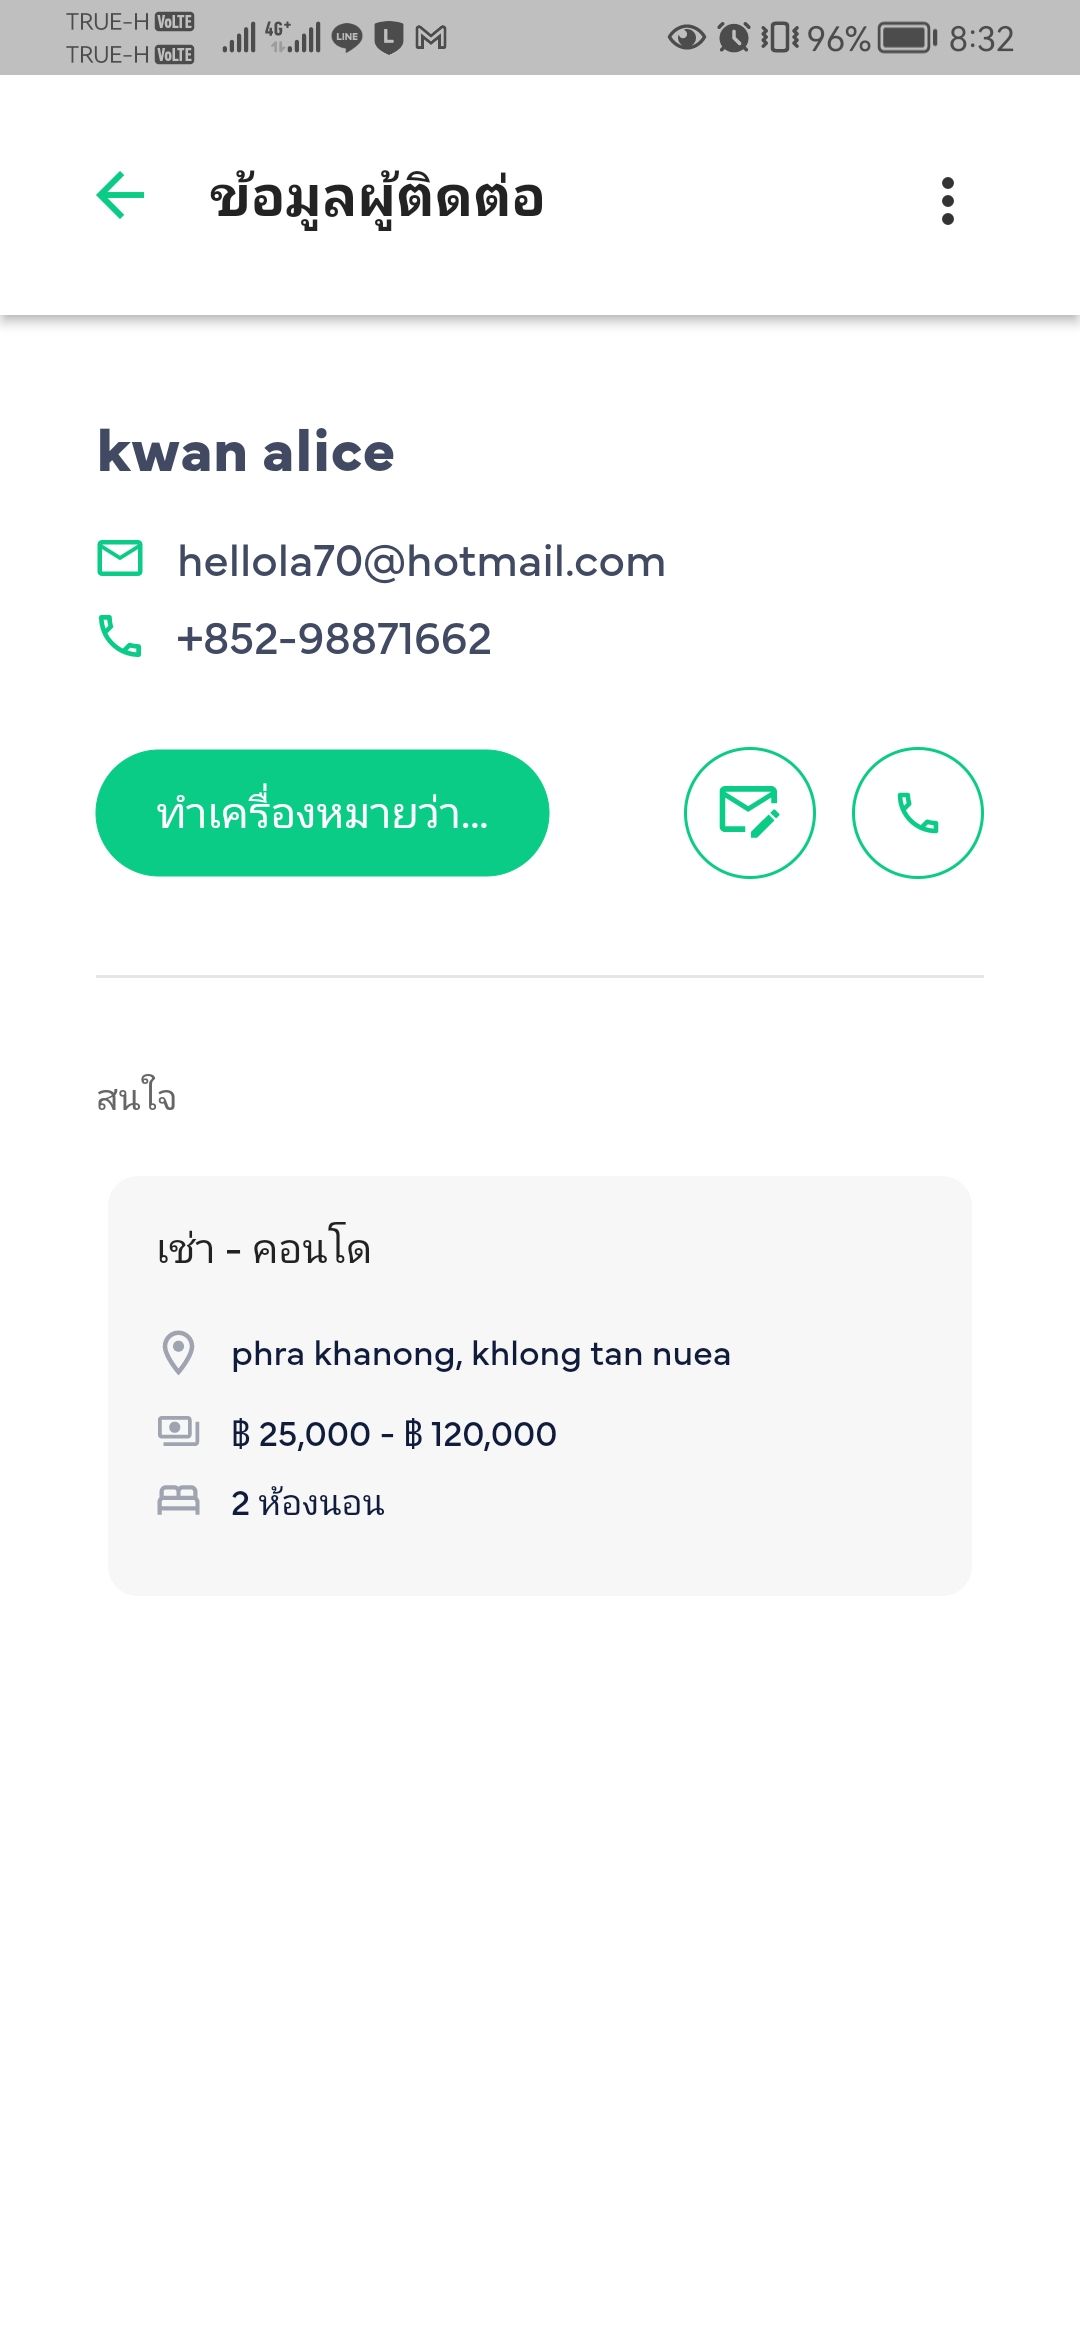 TRUE-H VoLTE
TRUE-H VoLTE
4G+
LINE
L
96%
8:32
ข้อมูลผู้ติดต่อ
kwan alice
hellola70@hotmail.com
+852-98871662
ทำเครื่องหมายว่า...
สนใจ
เช่า - คอนโด
phra khanong, khlong tan nuea
฿ 25,000 - ฿ 120,000
2 ห้องนอน